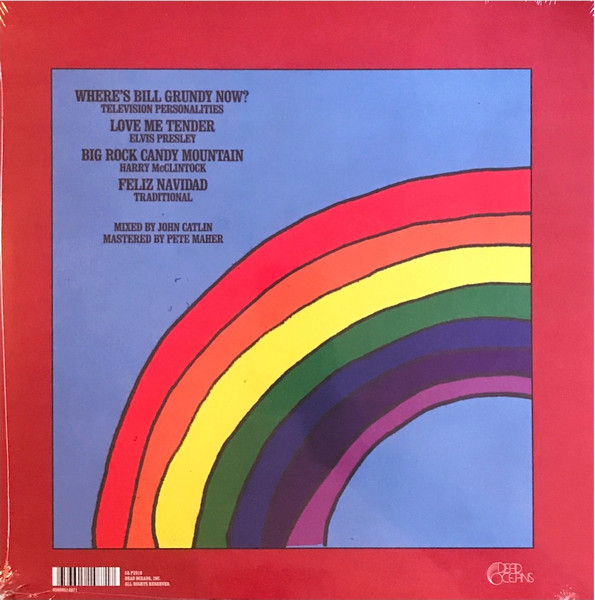 WHERE'S BILL GRUNDY NOW?
TELEVISION PERSONALITIES
LOVE ME TENDER
ELVIS PRESLEY
BIG ROCK CANDY MOUNTAIN
HARRY McCLINTOCK
FELIZ NAVIDAD
TRADITIONAL
MIXED BY JOHN CATLIN
MASTERED BY PETE MAHER
DEAD OCEANS, INC.
ALL RIGHTS RESERVED.
DEAD
OCEANS